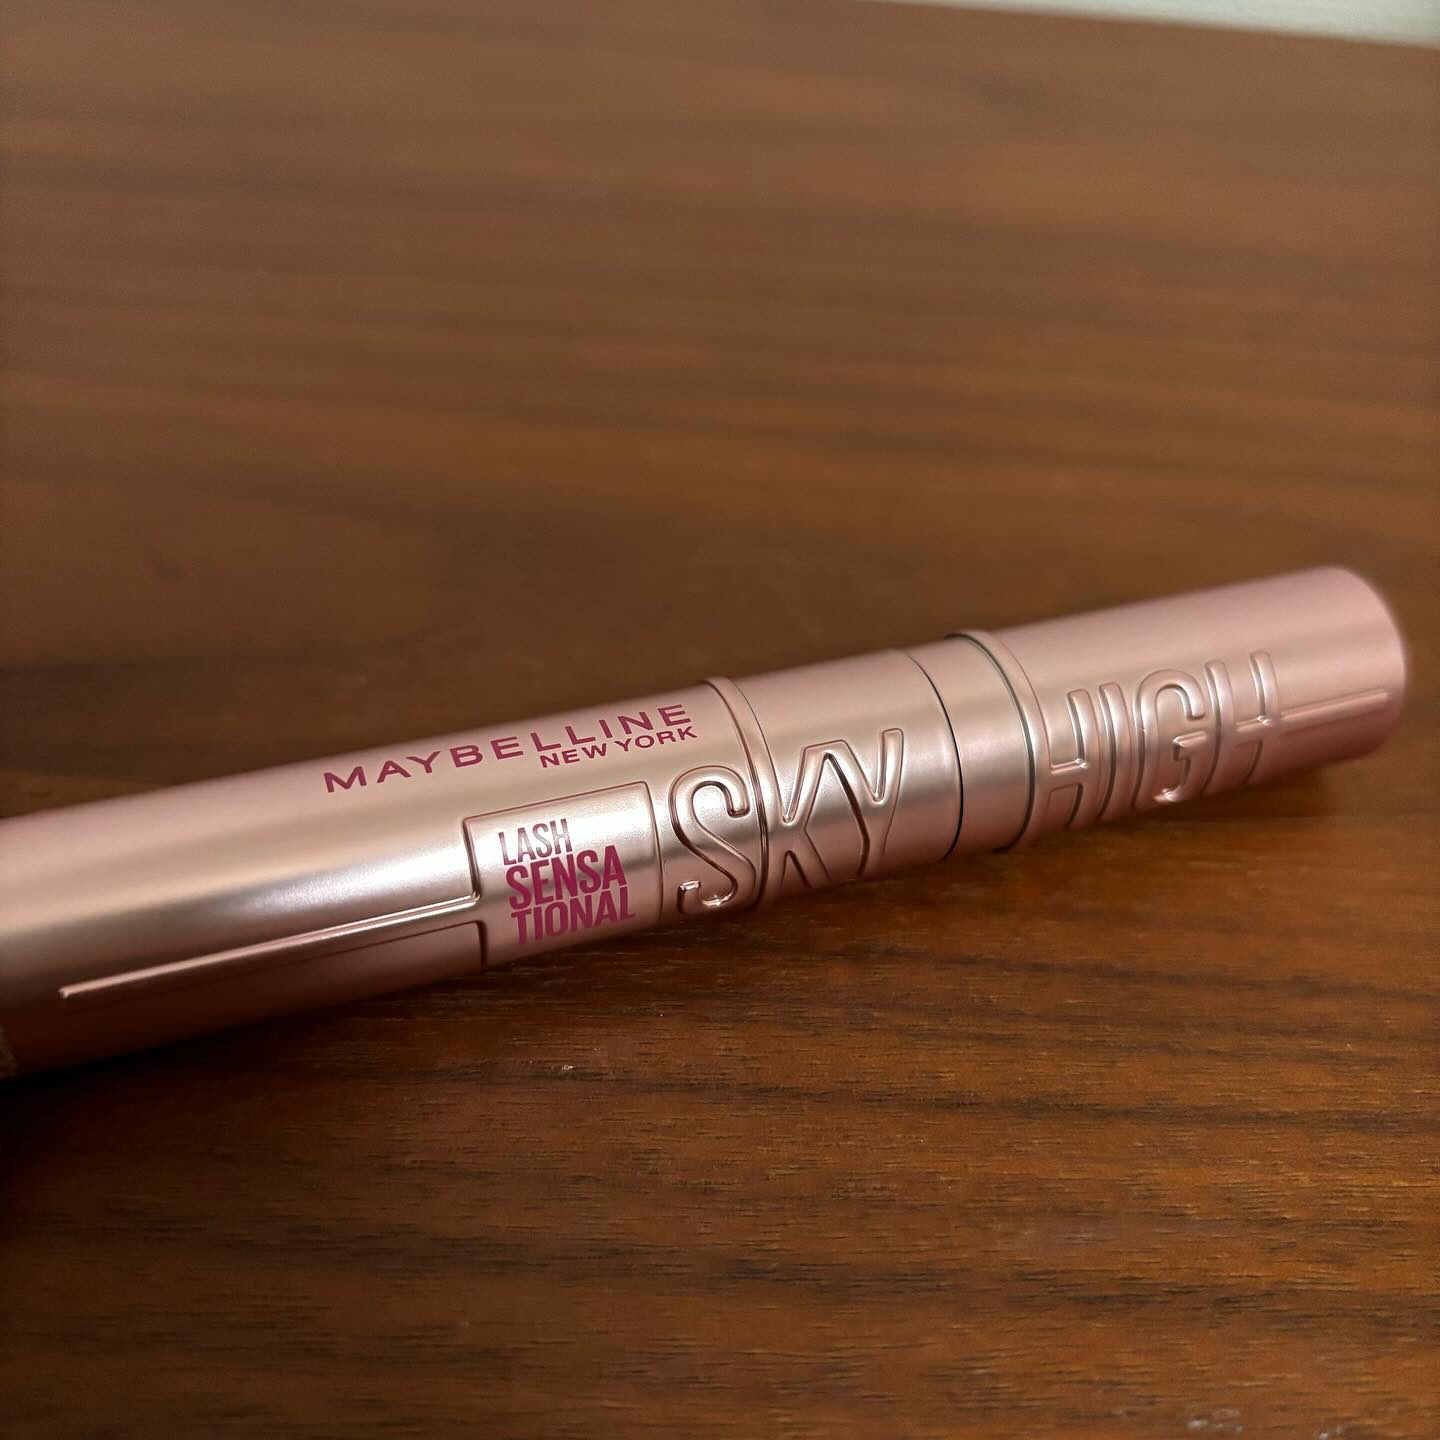 MAYBELLINE
NEW YORK
LASH
SENSA
TIONAL
SKY HIGH